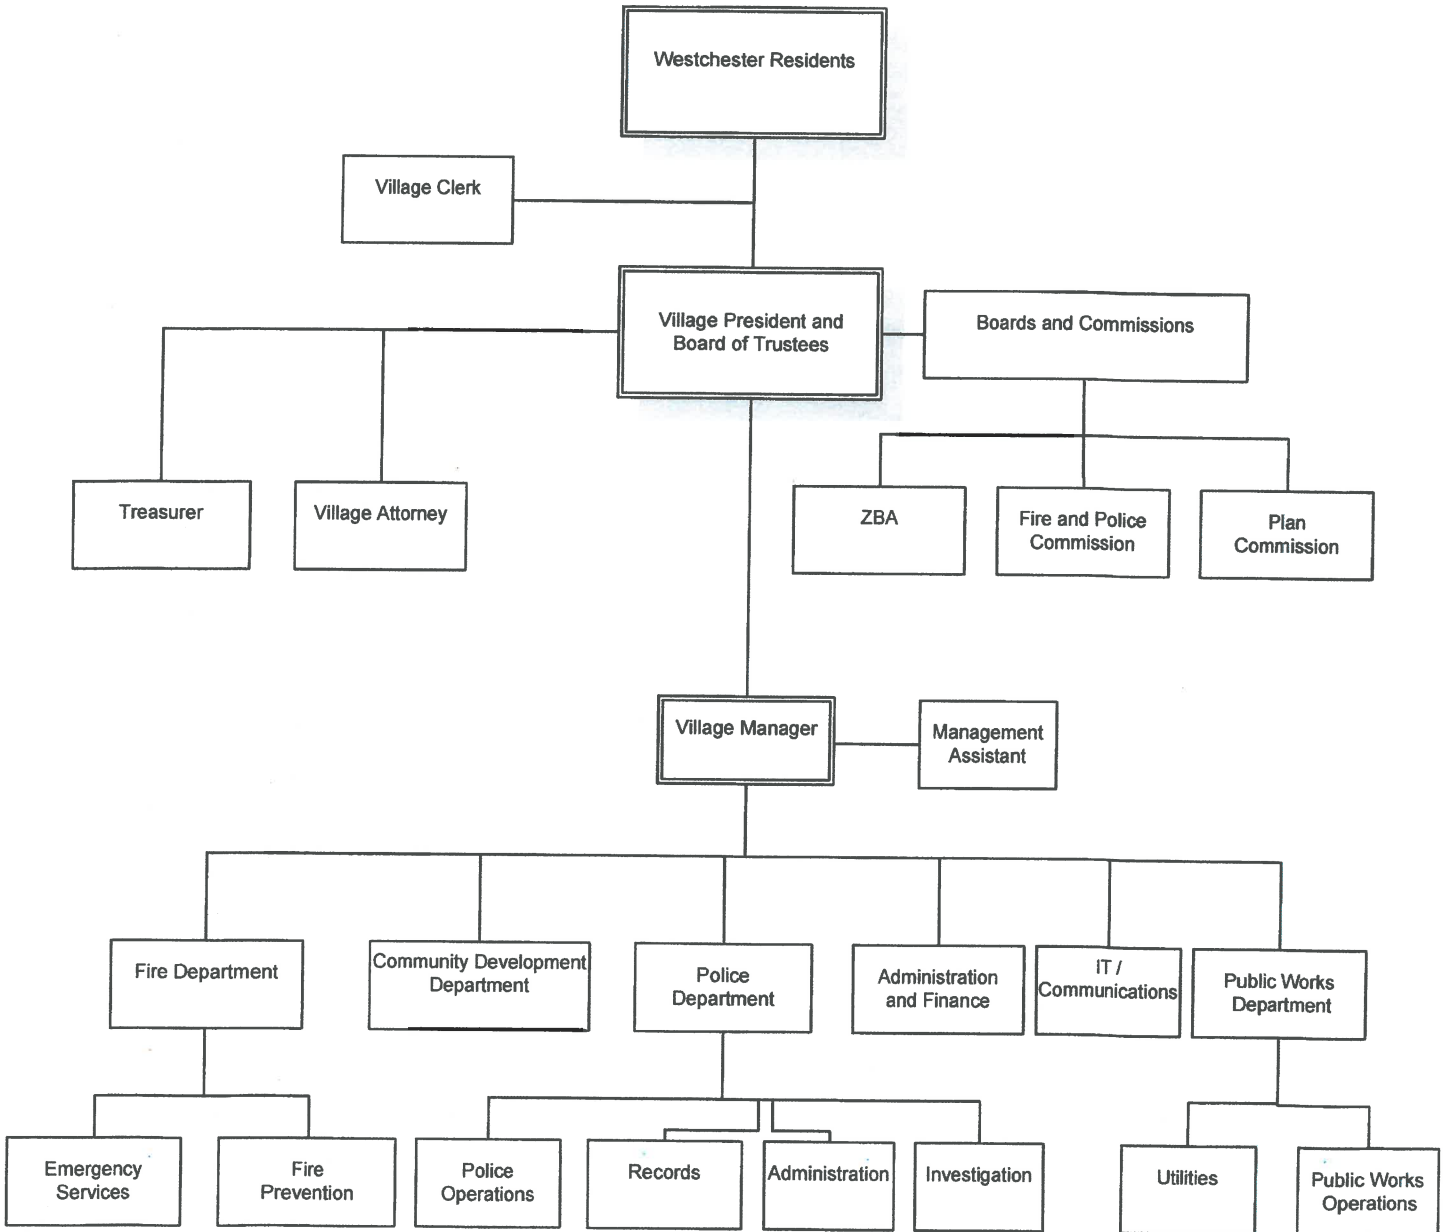 Westchester Residents
Village Clerk
Village President and
Board of Trustees
Boards and Commissions
Treasurer
Village Attorney
ZBA
Fire and Police
Commission
Plan
Commission
Village Manager
Management
Assistant
Fire Department
Community Development
Department
Police
Department
Administration
and Finance
IT /
Communications
Public Works
Department
Emergency
Services
Fire
Prevention
Police
Operations
Records
Administration
Investigation
Utilities
Public Works
Operations